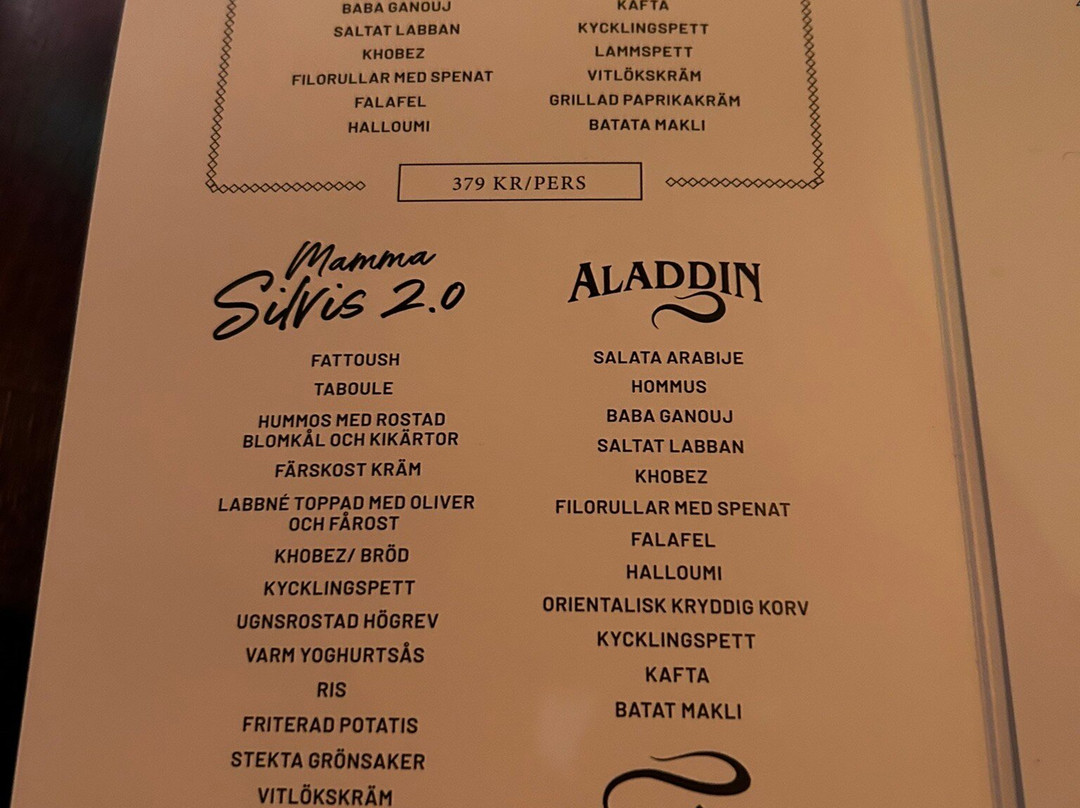 BABA GANOUJ
SALTAT LABBAN
KHOBEZ
FILORULLAR MED SPENAT
FALAFEL
HALLOUMI
KAFTA
KYCKLINGSPETT
LAMMSPETT
VITLÖKSKRÄM
GRILLAD PAPRIKAKRÄM
BATATA MAKLI
379 KR/PERS
Mamma
Silvis 2.0
FATTOUSH
TABOULE
HUMMOS MED ROSTAD
BLOMKÅL OCH KIKÄRTOR
FÄRSKOST KRÄM
LABBNÉ TOPPAD MED OLIVER
OCH FÅROST
KHOBEZ/ BRÖD
KYCKLINGSPETT
UGNSROSTAD HÖGREV
VARM YOGHURTSÅS
RIS
FRITERAD POTATIS
STEKTA GRÖNSAKER
VITLÖKSKRÄM
ALADDIN
SALATA ARABIJE
HOMMUS
BABA GANOUJ
SALTAT LABBAN
KHOBEZ
FILORULLAR MED SPENAT
FALAFEL
HALLOUMI
ORIENTALISK KRYDDIG KORV
KYCKLINGSPETT
KAFTA
BATAT MAKLI